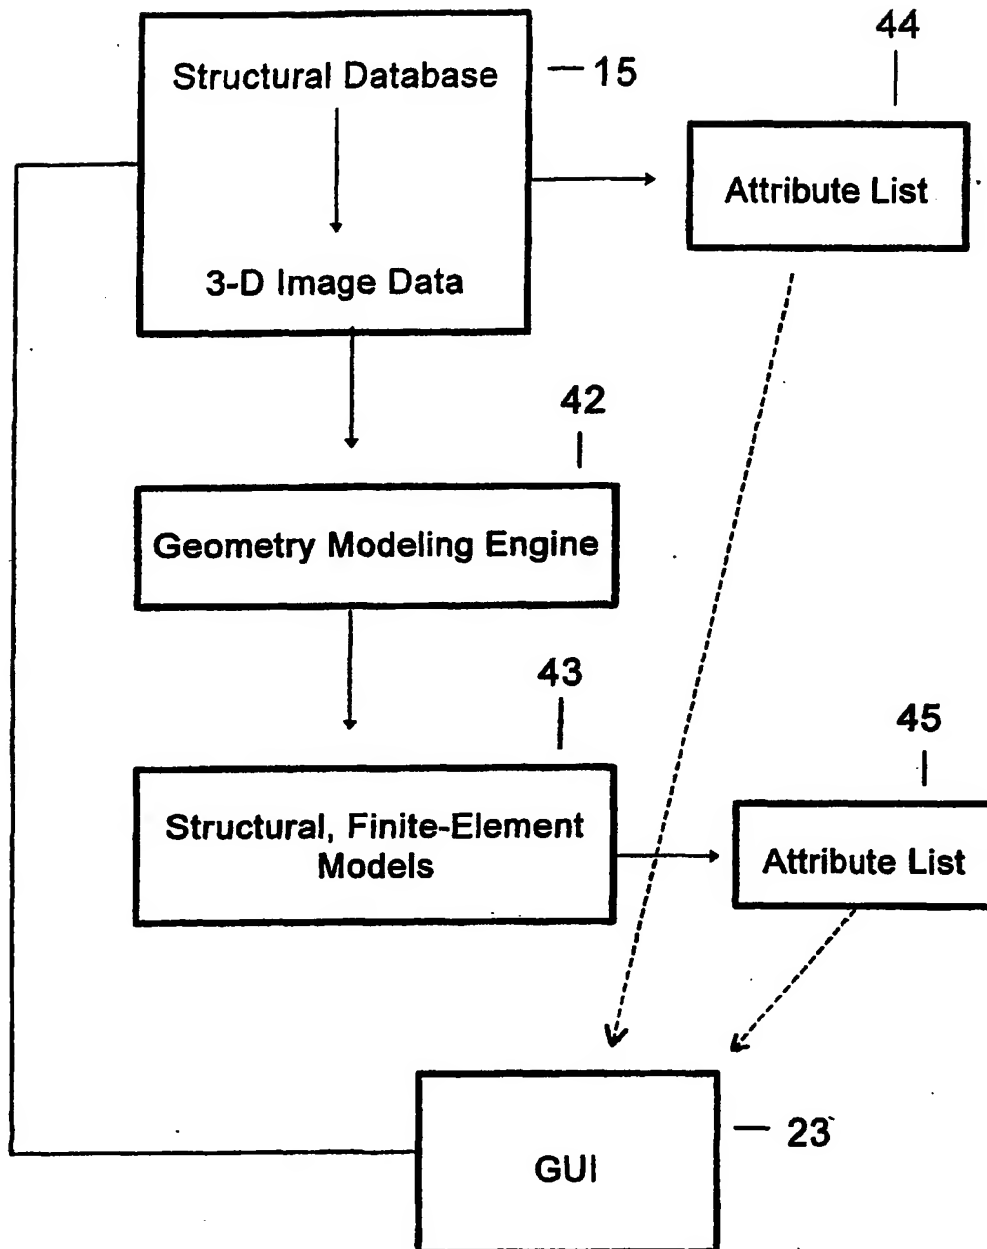 44
Structural Database
15
Attribute List
3-D Image Data
42
Geometry Modeling Engine
43
45
Structural, Finite-Element
Models
Attribute List
23
GUI